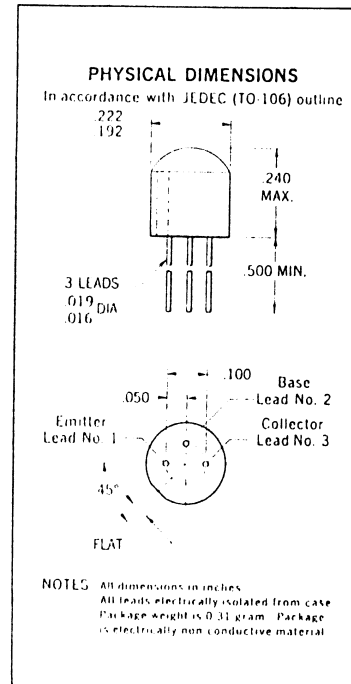 PHYSICAL DIMENSIONS
In accordance with JEDEC (TO-106) outline
.222
.192
.240
MAX.
.500 MIN.
3 LEADS
.019
.016 DIA
.100
.050
Base
Lead No. 2
Emitter
Lead No. 1
Collector
Lead No. 3
45°
FLAT
NOTES All dimensions in inches
All leads electrically isolated from case
Package weight is 0.31 gram Package
is electrically non conductive material